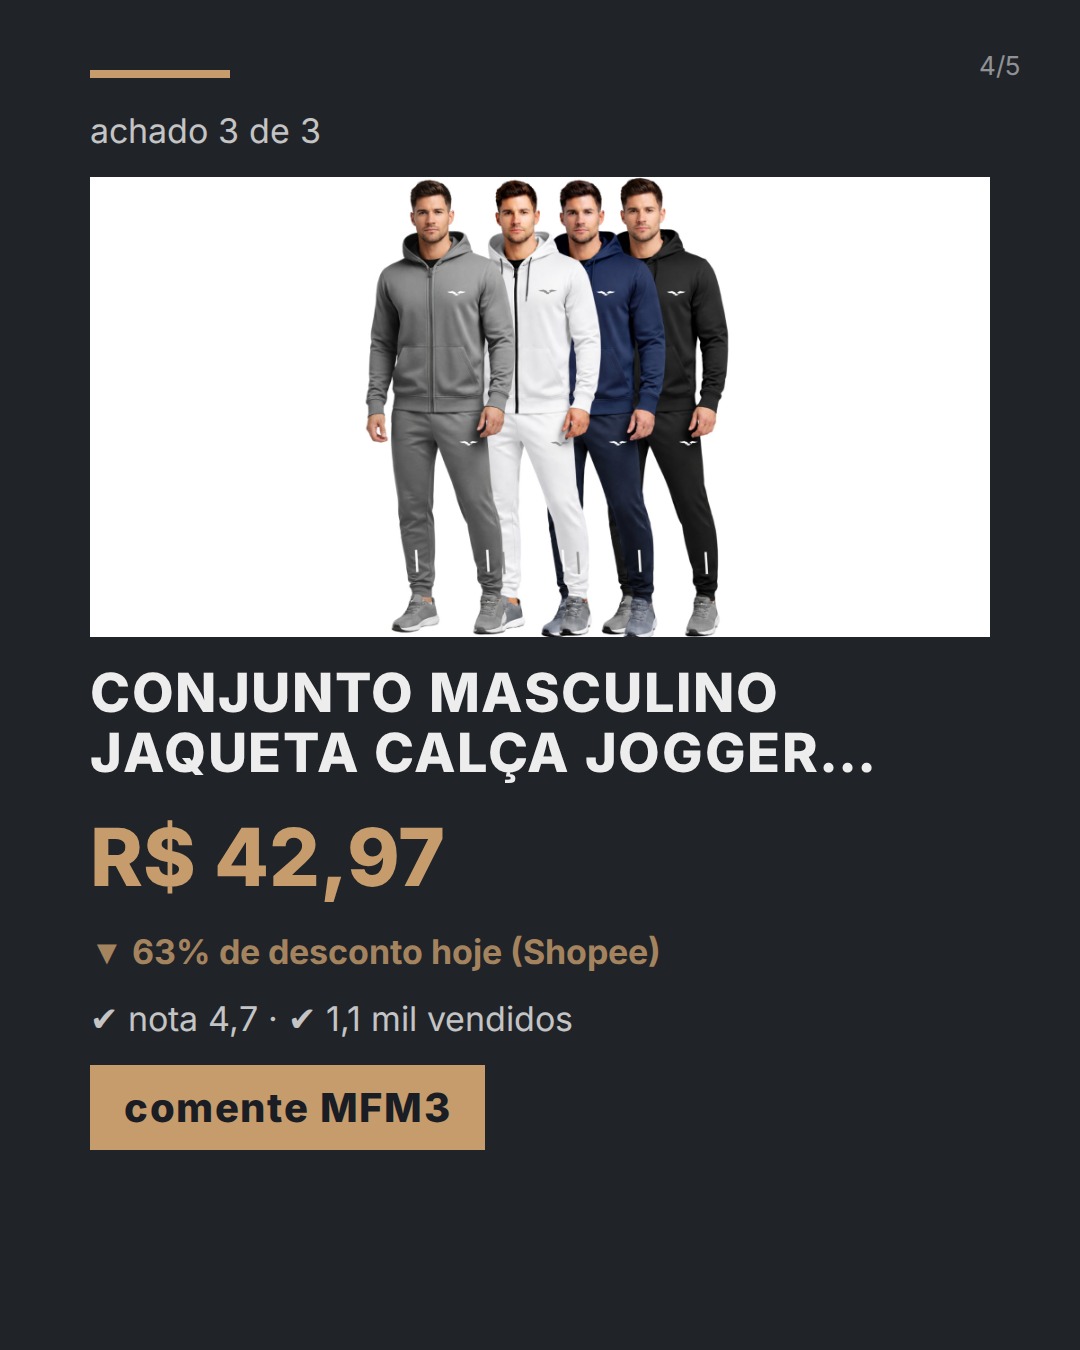 4/5
achado 3 de 3
CONJUNTO MASCULINO
JAQUETA CALÇA JOGGER...
R$ 42,97
▼ 63% de desconto hoje (Shopee)
✔ nota 4,7 · ✔ 1,1 mil vendidos
comente MFM3